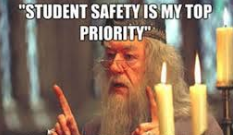 "STUDENT SAFETY IS MY TOP
PRIORITY"